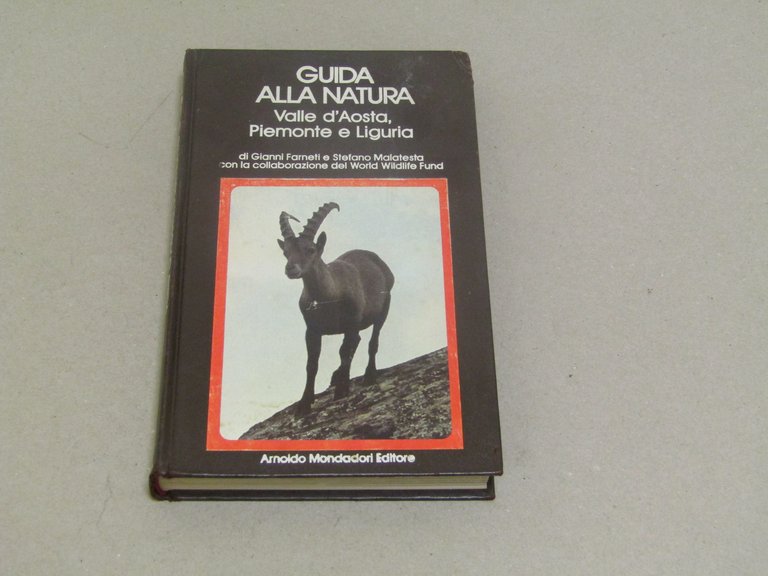 GUIDA
ALLA NATURA
Valle d'Aosta,
Piemonte e Liguria
di Gianni Farneti e Stefano Malatesta
con la collaborazione del World Wildlife Fund
Arnoldo Mondadori Editore